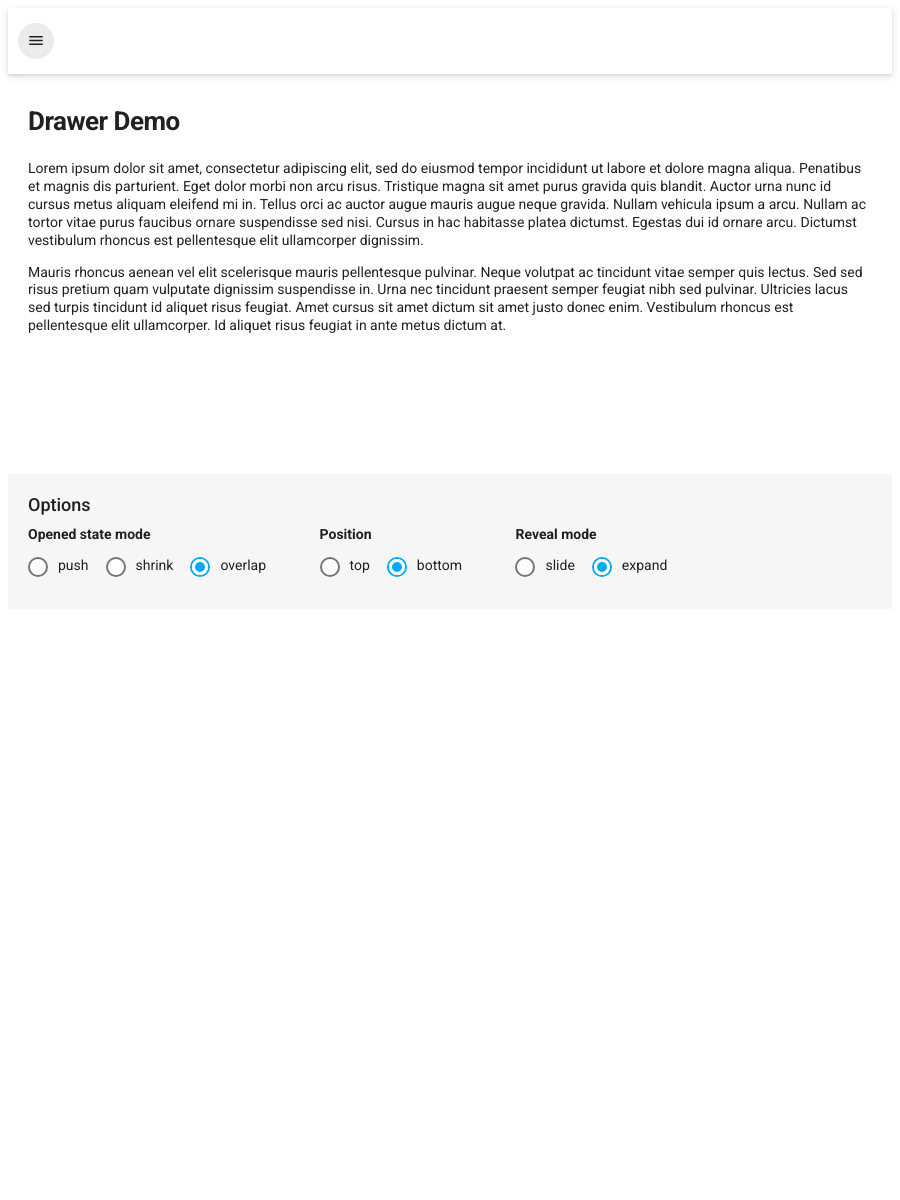 Drawer Demo
Lorem ipsum dolor sit amet, consectetur adipiscing elit, sed do eiusmod tempor incididunt ut labore et dolore magna aliqua. Penatibus
et magnis dis parturient. Eget dolor morbi non arcu risus. Tristique magna sit amet purus gravida quis blandit. Auctor urna nunc id
cursus metus aliquam eleifend mi in. Tellus orci ac auctor augue mauris augue neque gravida. Nullam vehicula ipsum a arcu. Nullam ac
tortor vitae purus faucibus ornare suspendisse sed nisi. Cursus in hac habitasse platea dictumst. Egestas dui id ornare arcu. Dictumst
vestibulum rhoncus est pellentesque elit ullamcorper dignissim.
Mauris rhoncus aenean vel elit scelerisque mauris pellentesque pulvinar. Neque volutpat ac tincidunt vitae semper quis lectus. Sed sed
risus pretium quam vulputate dignissim suspendisse in. Urna nec tincidunt praesent semper feugiat nibh sed pulvinar. Ultricies lacus
sed turpis tincidunt id aliquet risus feugiat. Amet cursus sit amet dictum sit amet justo donec enim. Vestibulum rhoncus est
pellentesque elit ullamcorper. Id aliquet risus feugiat in ante metus dictum at.
Options
Opened state mode Position Reveal mode
push shrink overlap top bottom slide expand